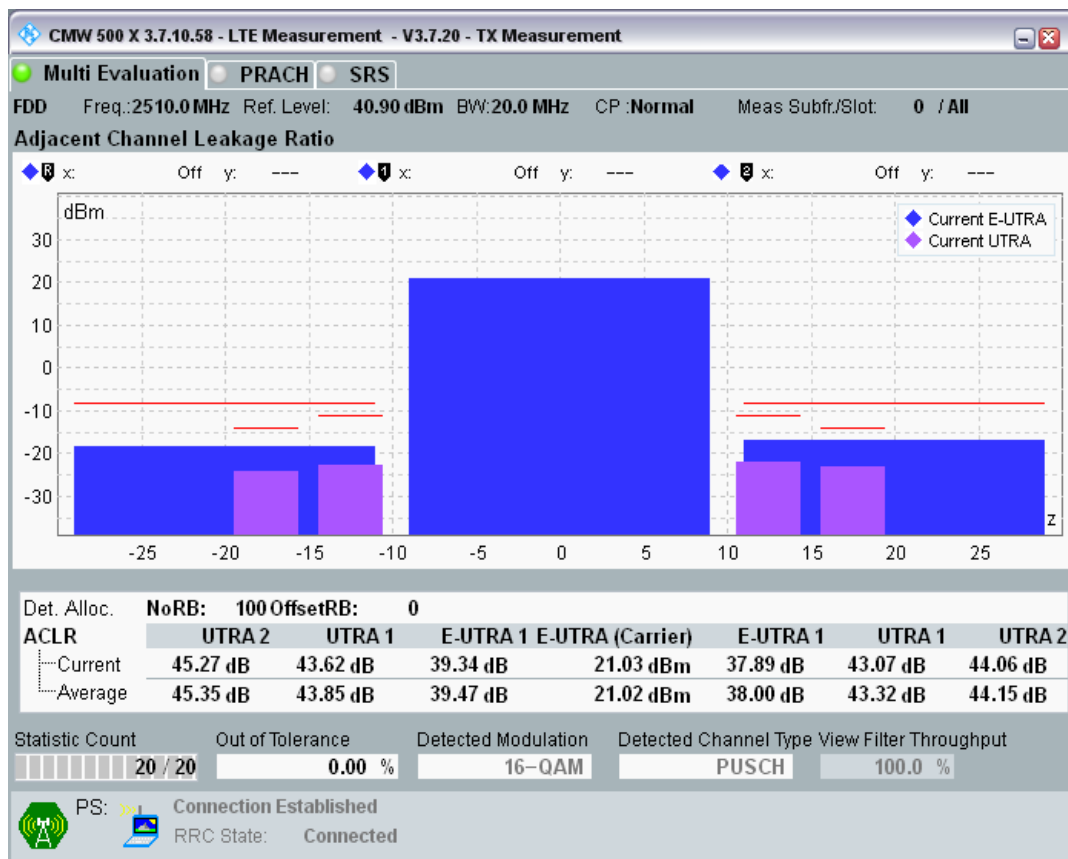 CMW 500 X 3.7.10.58 - LTE Measurement - V3.7.20 - TX Measurement
Multi Evaluation PRACH SRS
FDD Freq.:2510.0 MHz Ref. Level: 40.90 dBm BW:20.0 MHz CP :Normal Meas Subfr./Slot: 0 / All
Adjacent Channel Leakage Ratio
R x: Off y: --- 1 x: Off y: --- 2 x: Off y: ---
dBm
Current E-UTRA
Current UTRA
30
20
10
0
-10
-20
-30
z
-25 -20 -15 -10 -5 0 5 10 15 20 25
Det. Alloc. NoRB: 100 OffsetRB: 0
ACLR UTRA 2 UTRA 1 E-UTRA 1 E-UTRA (Carrier) E-UTRA 1 UTRA 1 UTRA 2
Current 45.27 dB 43.62 dB 39.34 dB 21.03 dBm 37.89 dB 43.07 dB 44.06 dB
Average 45.35 dB 43.85 dB 39.47 dB 21.02 dBm 38.00 dB 43.32 dB 44.15 dB
Statistic Count Out of Tolerance Detected Modulation Detected Channel Type View Filter Throughput
20 / 20 0.00 % 16-QAM PUSCH 100.0 %
PS: Connection Established
RRC State: Connected